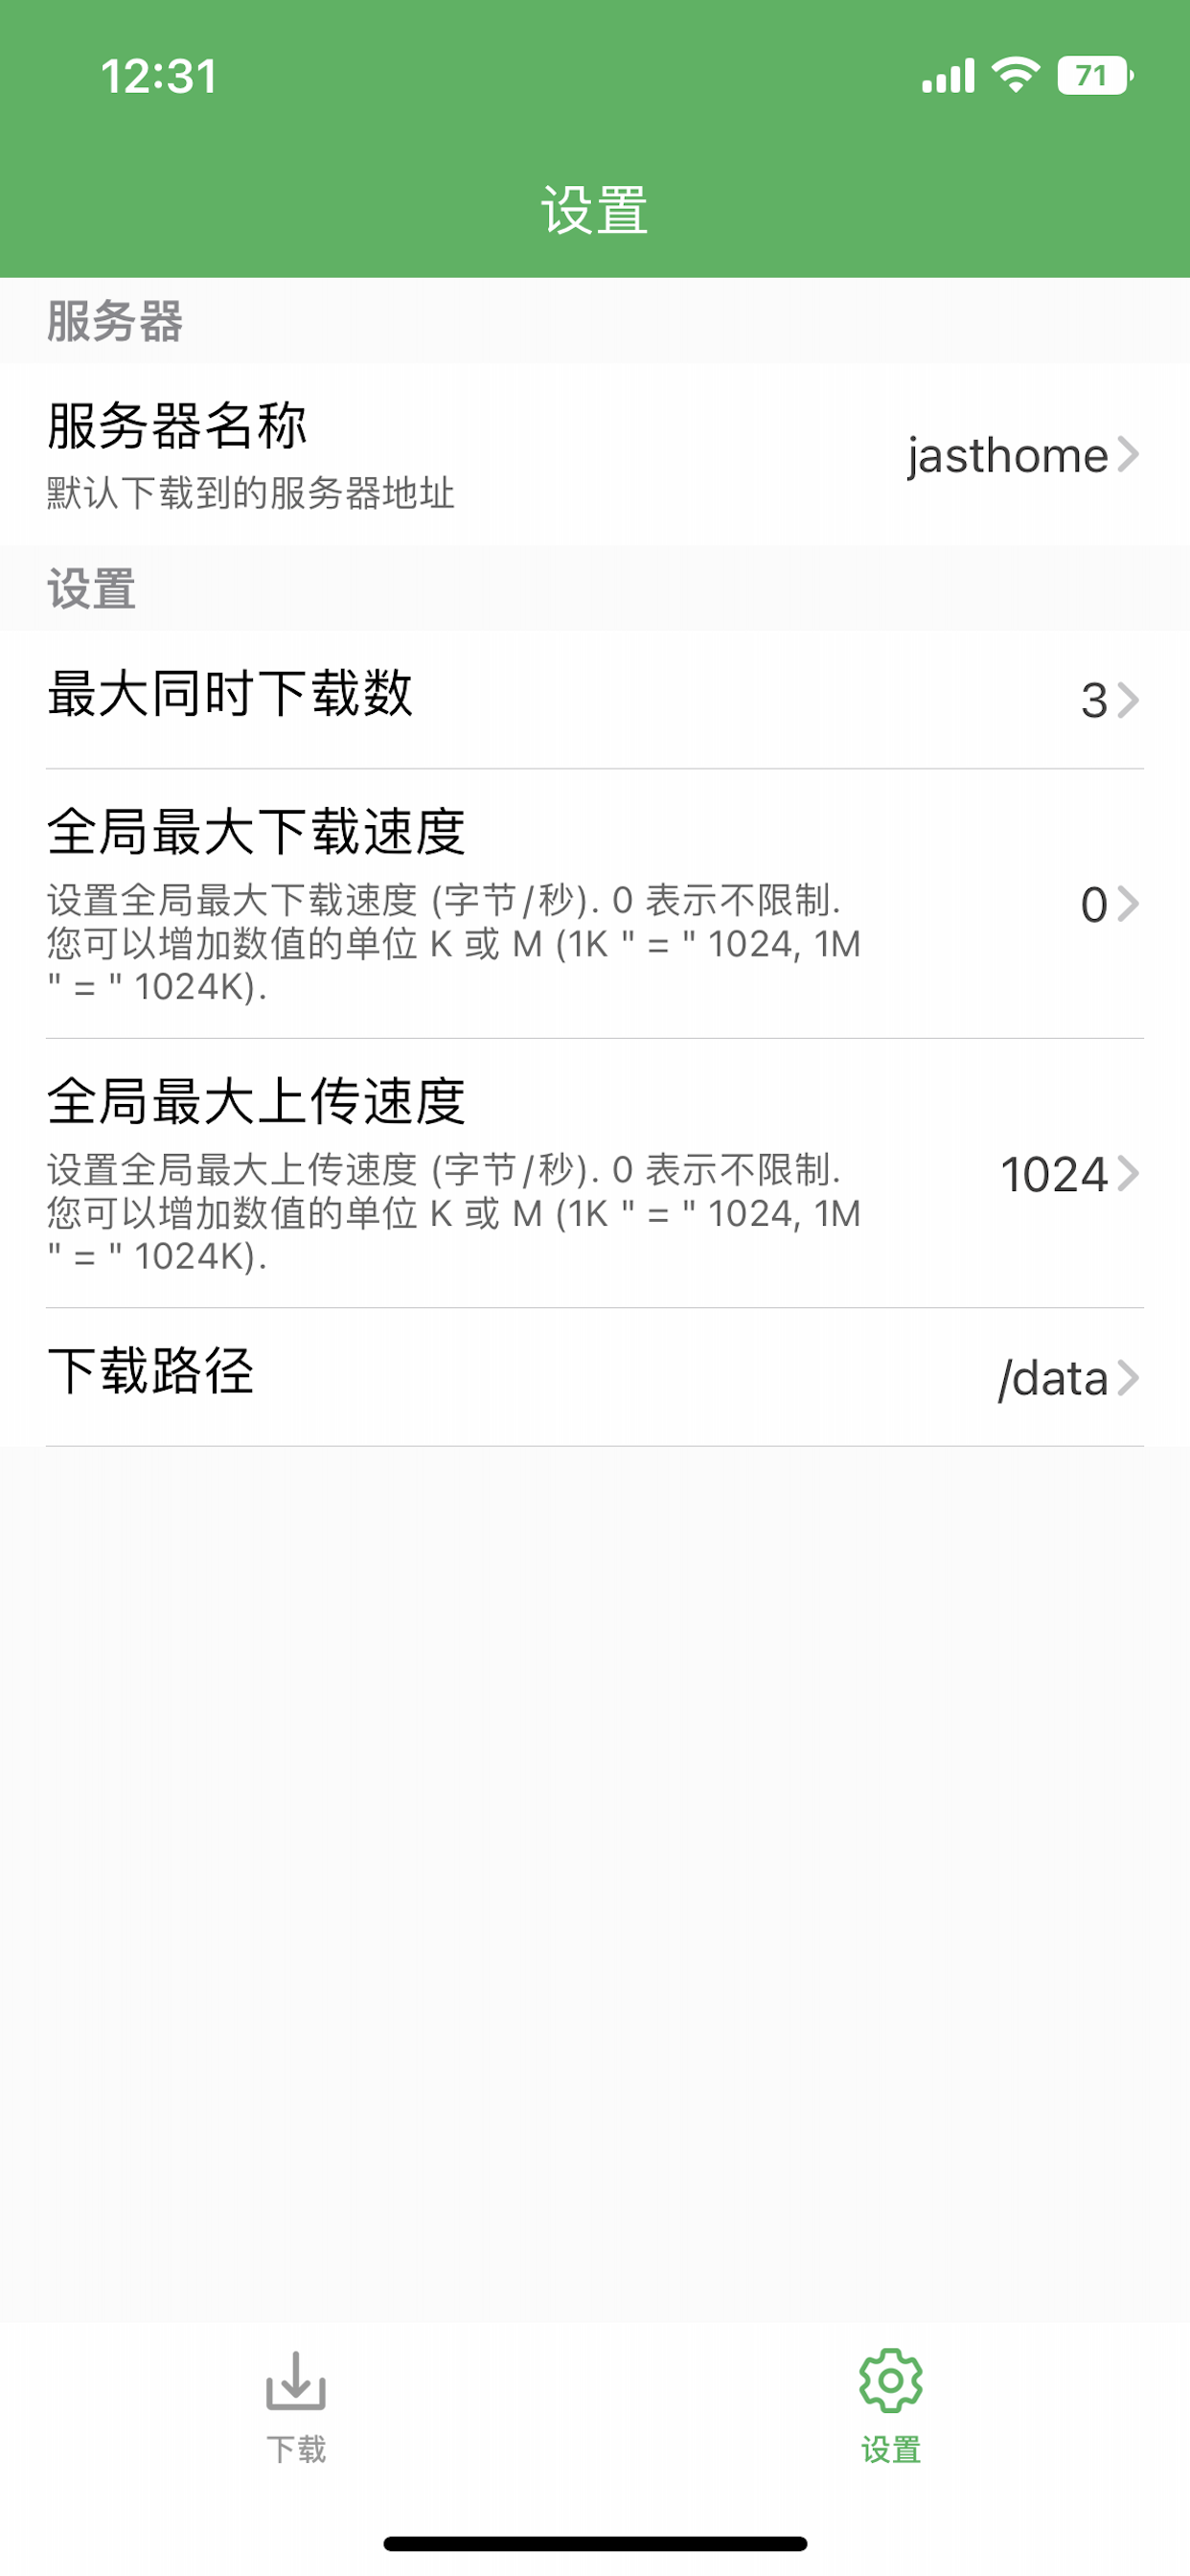 12:31
71
设置
服务器
服务器名称
jasthome
默认下载到的服务器地址
设置
最大同时下载数
3
全局最大下载速度
设置全局最大下载速度 (字节/秒). 0 表示不限制.
0
您可以增加数值的单位 K 或 M (1K " = " 1024, 1M
" = " 1024K).
全局最大上传速度
设置全局最大上传速度 (字节/秒). 0 表示不限制.
1024
您可以增加数值的单位 K 或 M (1K " = " 1024, 1M
" = " 1024K).
下载路径
/data
下载
设置